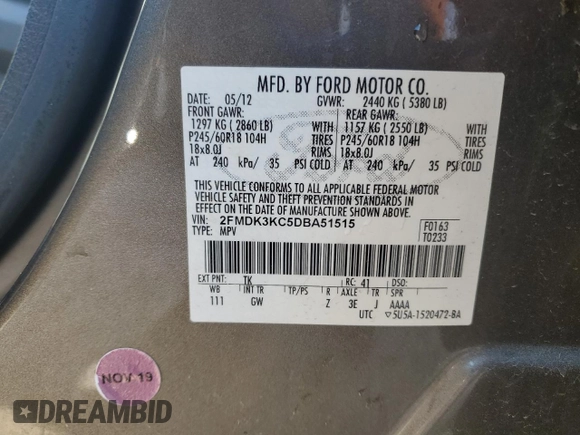 MFD. BY FORD MOTOR CO.
DATE: 05/12 GVWR: 2440 KG ( 5380 LB)
FRONT GAWR: REAR GAWR:
1297 KG ( 2860 LB) WITH 1157 KG ( 2550 LB) WITH
P245/60R18 104H TIRES P245/60R18 104H TIRES
18x8.0J RIMS 18x8.0J RIMS
AT 240 kPa/ 35 PSI COLD AT 240 kPa/ 35 PSI COLD
THIS VEHICLE CONFORMS TO ALL APPLICABLE FEDERAL MOTOR
VEHICLE SAFETY AND THEFT PREVENTION STANDARDS IN
EFFECT ON THE DATE OF MANUFACTURE SHOWN ABOVE.
VIN: 2FMDK3KC5DBA51515 F0163
TYPE: MPV T0233
EXT PNT: TK RC: 41 DSO:
WB INT TR TP/PS R AXLE TR SPR
111 GW Z 3E J AAAA
UTC ▽5U5A-1520472-BA
NOV 19
DREAMBID